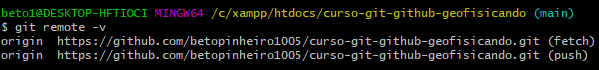 beto1@DESKTOP-HFTIOCI MINGW64 /c/xampp/htdocs/curso-git-github-geofisicando (main)
$ git remote -v
origin  https://github.com/betopinheiro1005/curso-git-github-geofisicando.git (fetch)
origin  https://github.com/betopinheiro1005/curso-git-github-geofisicando.git (push)